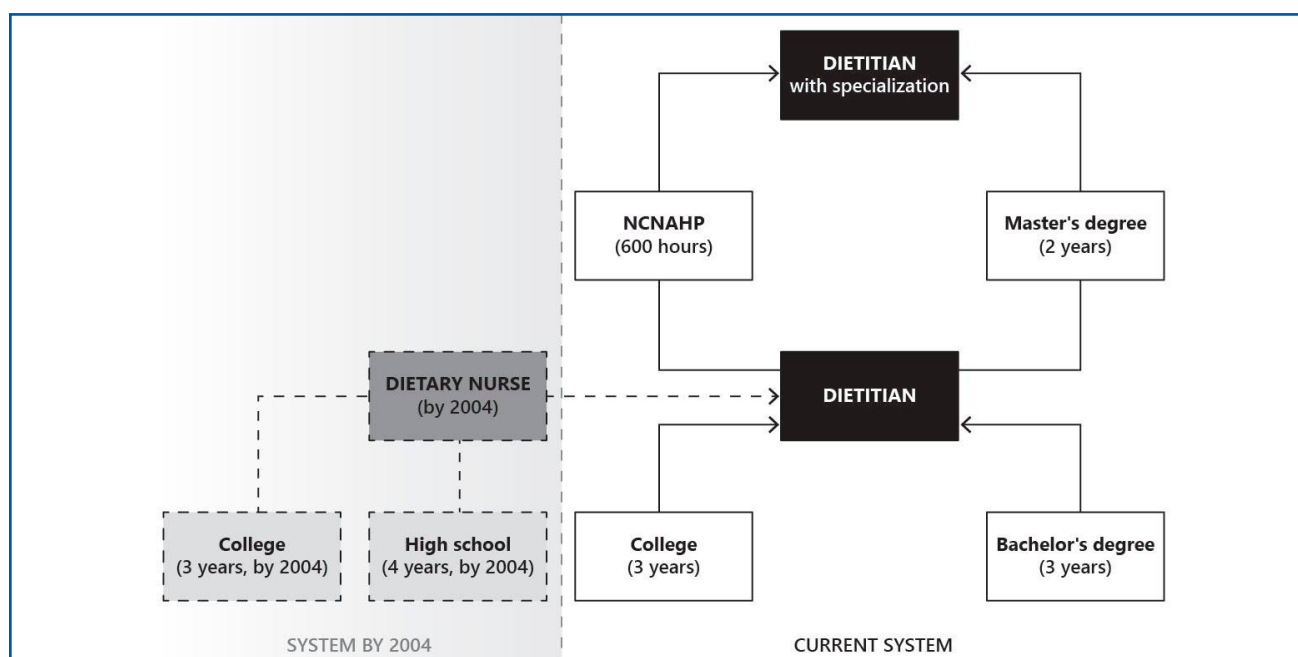 DIETITIAN
with specialization
NCNAHP
(600 hours)
Master's degree
(2 years)
DIETARY NURSE
(by 2004)
DIETITIAN
College
(3 years, by 2004)
High school
(4 years, by 2004)
College
(3 years)
Bachelor's degree
(3 years)
SYSTEM BY 2004
CURRENT SYSTEM